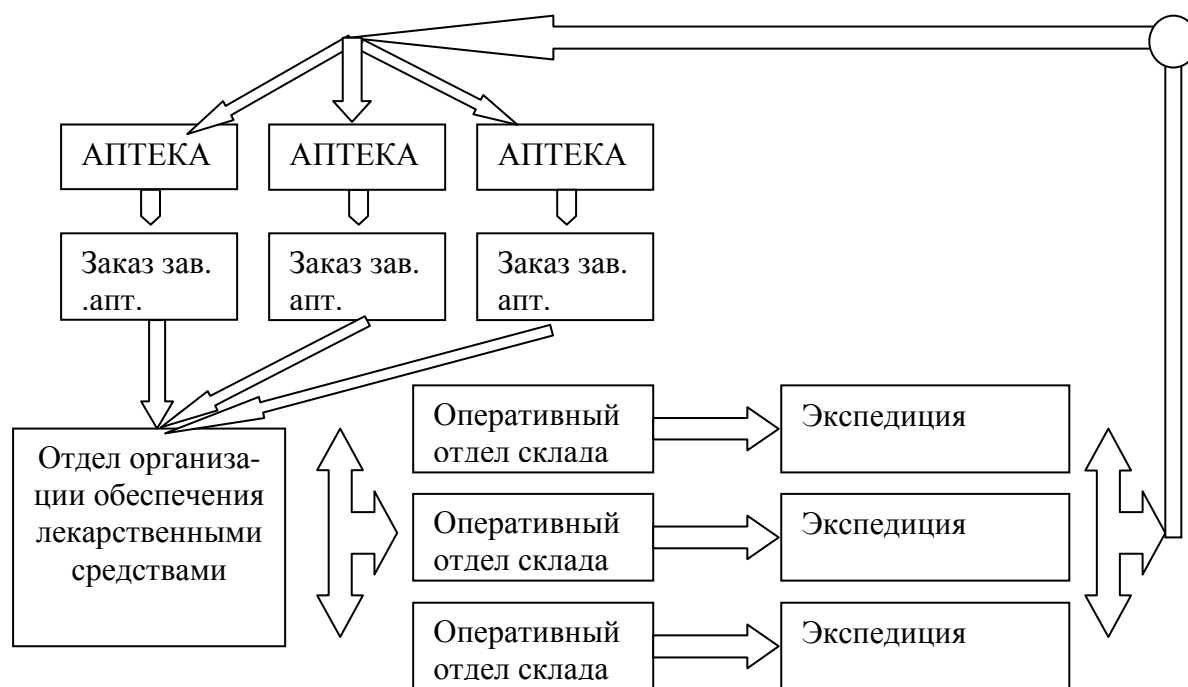 АПТЕКА
АПТЕКА
АПТЕКА
Заказ зав.
.апт.
Заказ зав.
апт.
Заказ зав.
апт.
Отдел организа-
ции обеспечения
лекарственными
средствами
Оперативный
отдел склада
Экспедиция
Оперативный
отдел склада
Экспедиция
Оперативный
отдел склада
Экспедиция